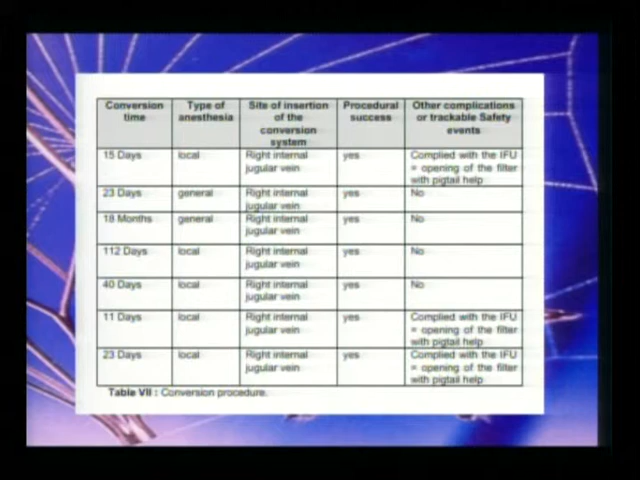 Conversion time | Type of anesthesia | Site of insertion of the conversion system | Procedural success | Other complications or trackable Safety events
15 Days | local | Right internal jugular vein | yes | Complied with the IFU = opening of the filter with pigtail help
23 Days | general | Right internal jugular vein | yes | No
18 Months | general | Right internal jugular vein | yes | No
112 Days | local | Right internal jugular vein | yes | No
40 Days | local | Right internal jugular vein | yes | No
11 Days | local | Right internal jugular vein | yes | Complied with the IFU = opening of the filter with pigtail help
23 Days | local | Right internal jugular vein | yes | Complied with the IFU = opening of the filter with pigtail help
Table VII : Conversion procedure.